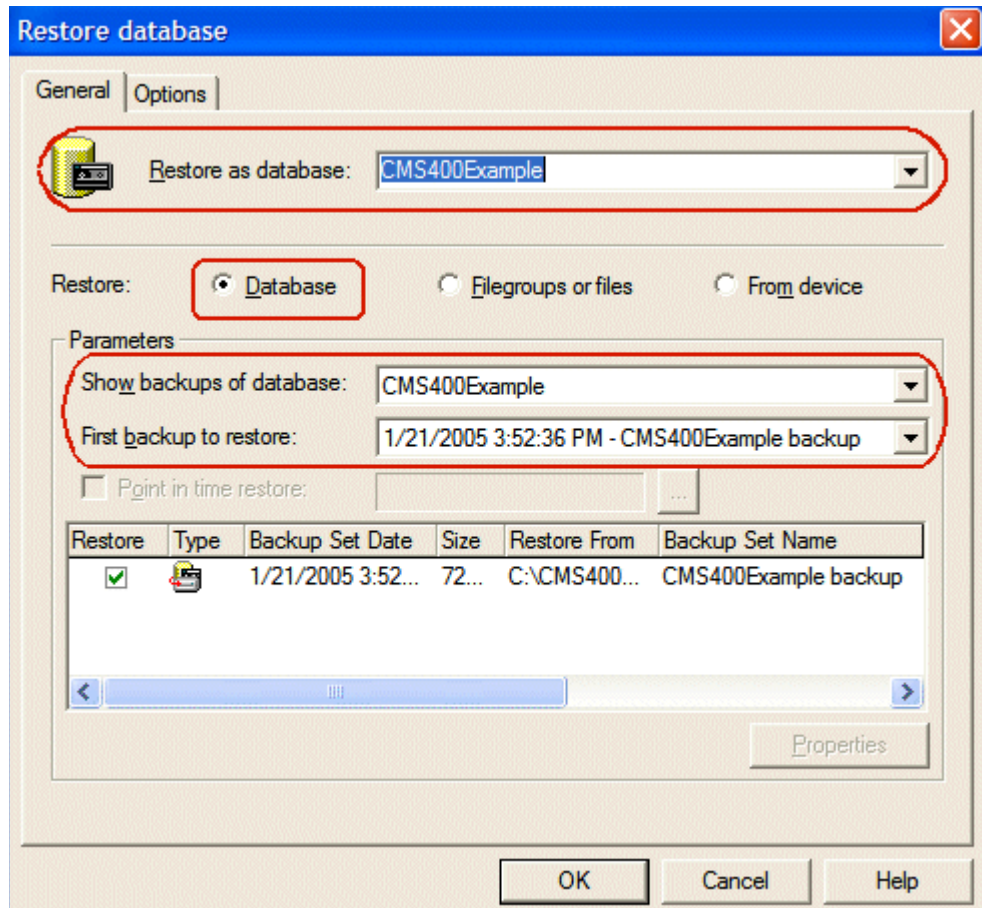 Restore database
General Options
Restore as database: CMS400Example
Restore: Database Filegroups or files From device
Parameters
Show backups of database: CMS400Example
First backup to restore: 1/21/2005 3:52:36 PM - CMS400Example backup
Point in time restore: ...
Restore Type Backup Set Date Size Restore From Backup Set Name
1/21/2005 3:52... 72... C:\CMS400... CMS400Example backup
Properties
OK Cancel Help